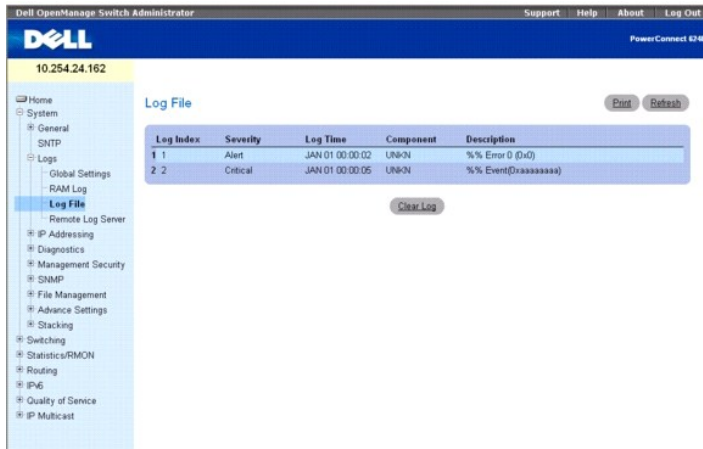 Dell OpenManage Switch Administrator Support Help About Log Out
DELL
PowerConnect 6248
10.254.24.162
Home
System
General
SNTP
Logs
Global Settings
RAM Log
Log File
Remote Log Server
IP Addressing
Diagnostics
Management Security
SNMP
File Management
Advance Settings
Stacking
Switching
Statistics/RMON
Routing
IPv6
Quality of Service
IP Multicast
Log File
Print Refresh
Log Index Severity Log Time Component Description
1 1 Alert JAN 01 00:00:02 UNKN %% Error 0 (0x0)
2 2 Critical JAN 01 00:00:05 UNKN %% Event(0xaaaaaaaa)
Clear Log